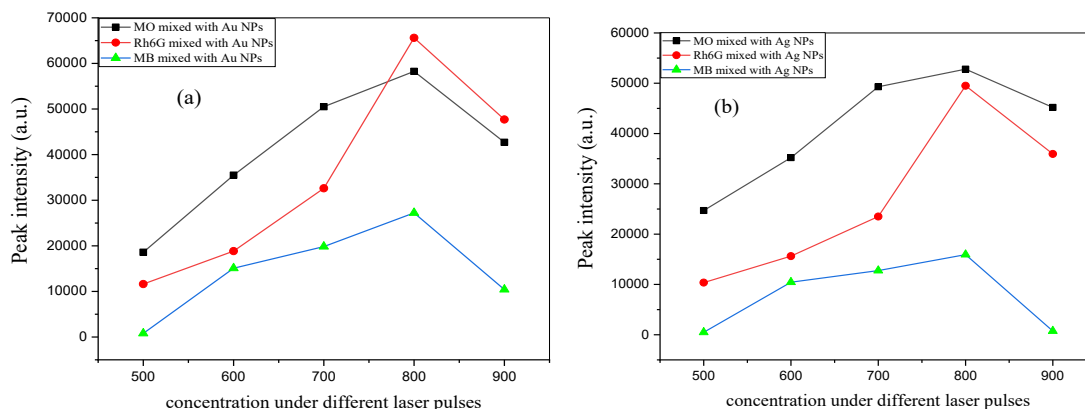 MO mixed with Au NPs
Rh6G mixed with Au NPs
MB mixed with Au NPs
(a)
Peak intensity (a.u.)
70000
60000
50000
40000
30000
20000
10000
0
500 600 700 800 900
concentration under different laser pulses
MO mixed with Ag NPs
Rh6G mixed with Ag NPs
MB mixed with Ag NPs
(b)
Peak intensity (a.u.)
60000
50000
40000
30000
20000
10000
0
500 600 700 800 900
concentration under different laser pulses